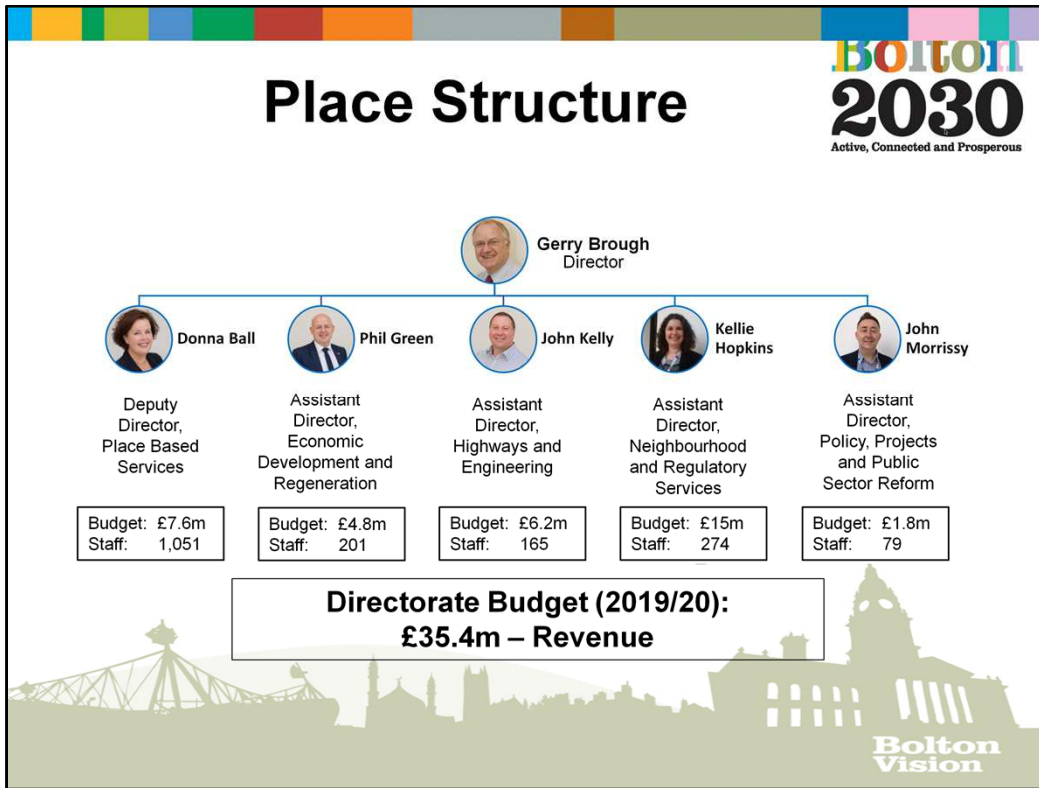 Place Structure
Bolton
2030
Active, Connected and Prosperous
Gerry Brough
Director
Donna Ball
Deputy
Director,
Place Based
Services
Budget: £7.6m
Staff: 1,051
Phil Green
Assistant
Director,
Economic
Development and
Regeneration
Budget: £4.8m
Staff: 201
John Kelly
Assistant
Director,
Highways and
Engineering
Budget: £6.2m
Staff: 165
Kellie
Hopkins
Assistant
Director,
Neighbourhood
and Regulatory
Services
Budget: £15m
Staff: 274
John
Morrissy
Assistant
Director,
Policy, Projects
and Public
Sector Reform
Budget: £1.8m
Staff: 79
Directorate Budget (2019/20):
£35.4m – Revenue
Bolton
Vision